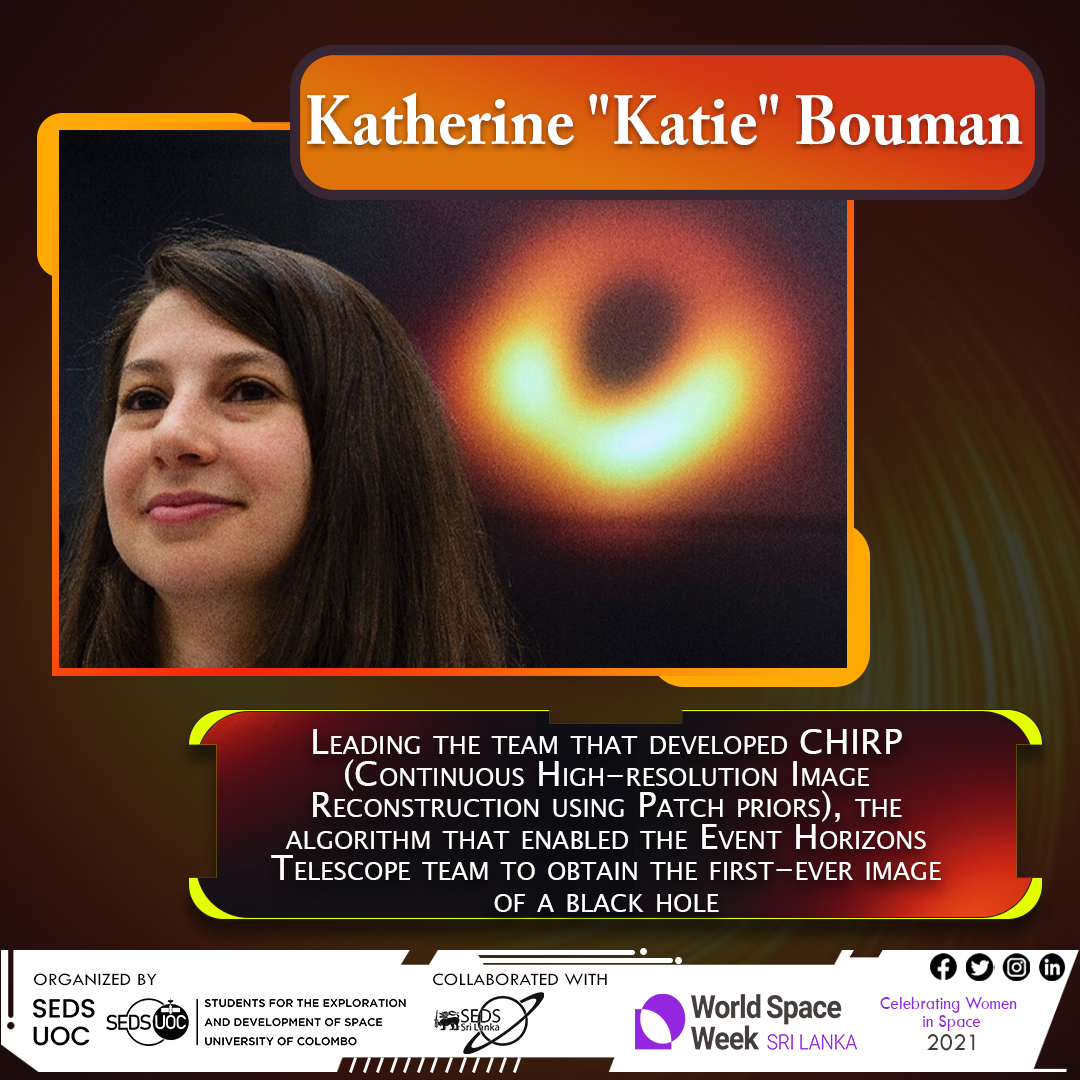 Katherine "Katie" Bouman
Leading the team that developed CHIRP
(Continuous High-resolution Image
Reconstruction using Patch priors), the
algorithm that enabled the Event Horizons
Telescope team to obtain the first-ever image
of a black hole
ORGANIZED BY
SEDS
UOC
SEDS UOC
STUDENTS FOR THE EXPLORATION
AND DEVELOPMENT OF SPACE
UNIVERSITY OF COLOMBO
COLLABORATED WITH
SEDS
Sri Lanka
World Space
Week SRI LANKA
Celebrating Women
in Space
2021